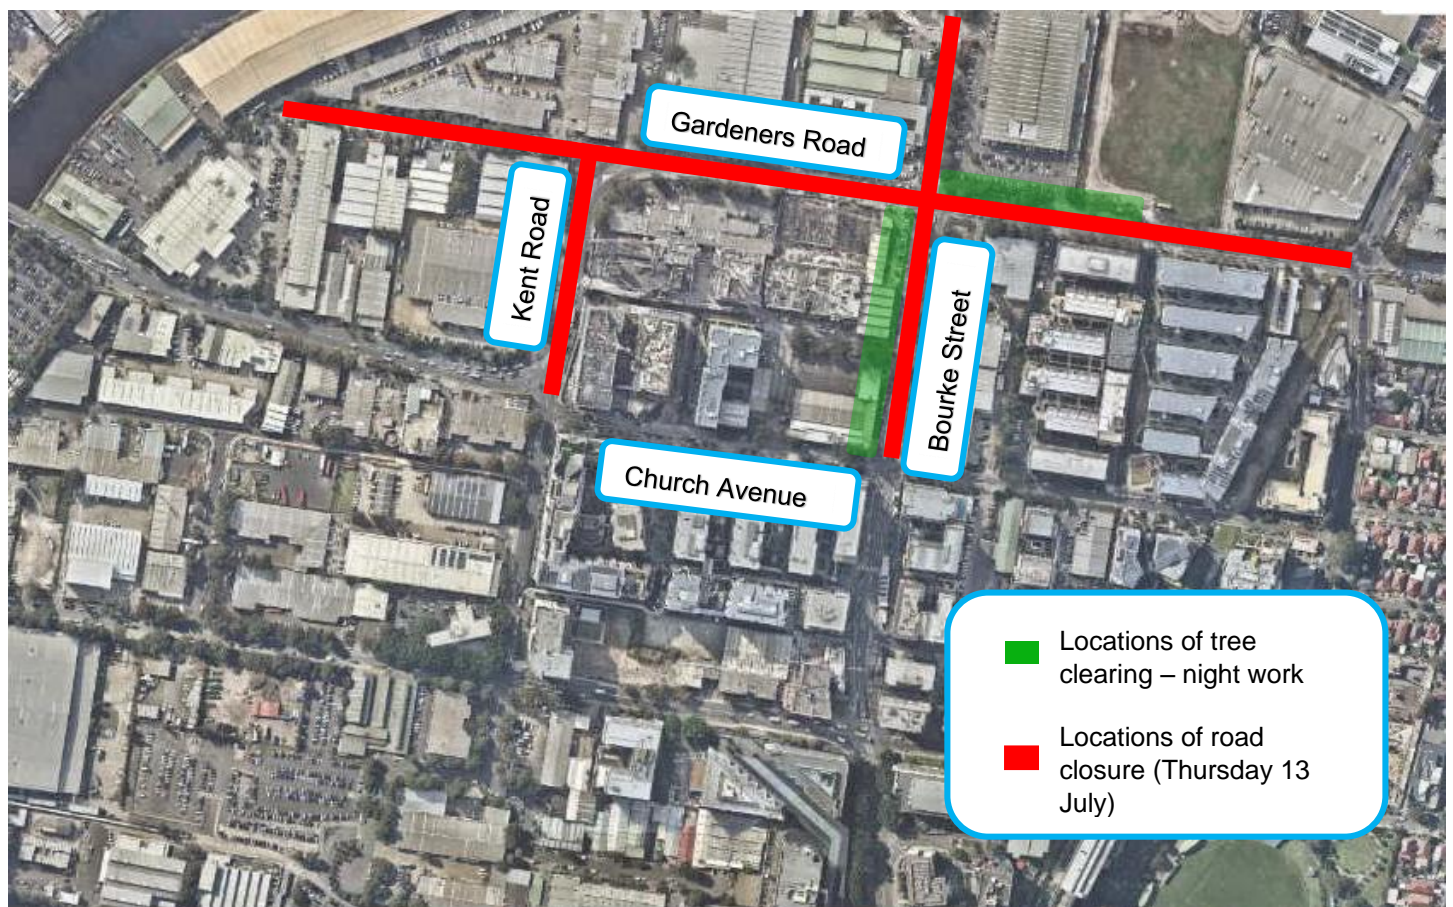 Gardeners Road
Kent Road
Bourke Street
Church Avenue
Locations of tree
clearing – night work
Locations of road
closure (Thursday 13
July)